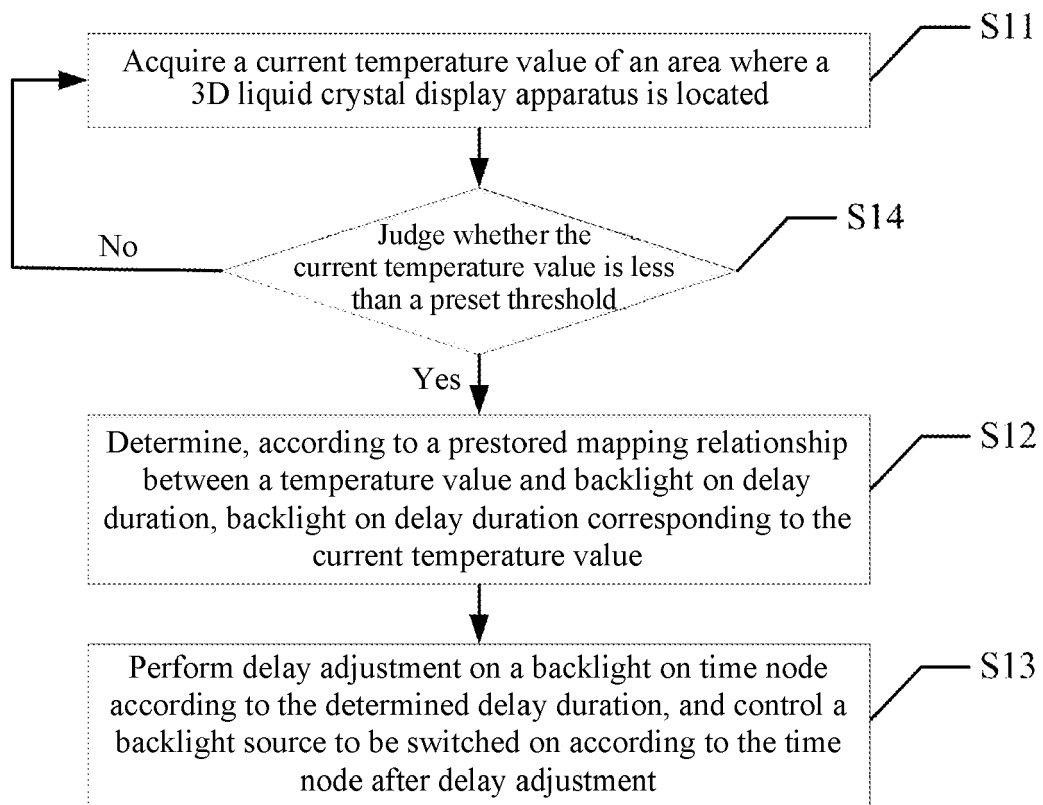 S11
Acquire a current temperature value of an area where a
3D liquid crystal display apparatus is located
S14
Judge whether the
current temperature value is less
than a preset threshold
No
Yes
S12
Determine, according to a prestored mapping relationship
between a temperature value and backlight on delay
duration, backlight on delay duration corresponding to the
current temperature value
S13
Perform delay adjustment on a backlight on time node
according to the determined delay duration, and control a
backlight source to be switched on according to the time
node after delay adjustment